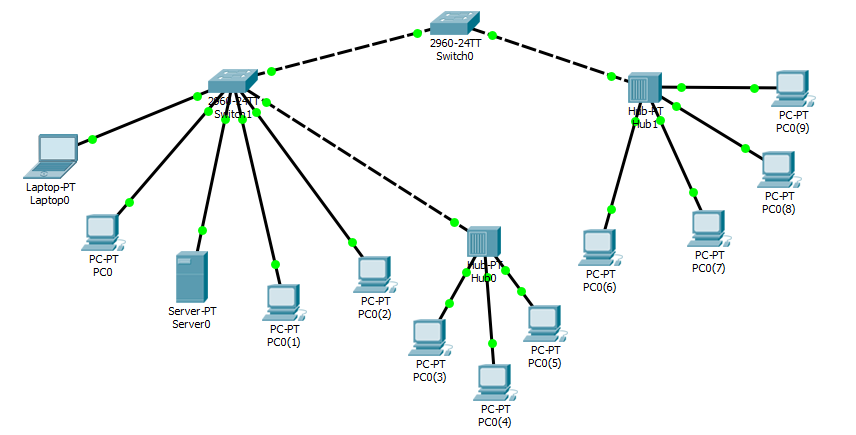 2960-24TT
Switch0
2960-24TT
Switch1
Hub-PT
Hub1
PC-PT
PC0(9)
Laptop-PT
Laptop0
PC-PT
PC0(8)
PC-PT
PC0
Hub-PT
Hub0
PC-PT
PC0(6)
PC-PT
PC0(7)
Server-PT
Server0
PC-PT
PC0(1)
PC-PT
PC0(2)
PC-PT
PC0(3)
PC-PT
PC0(5)
PC-PT
PC0(4)